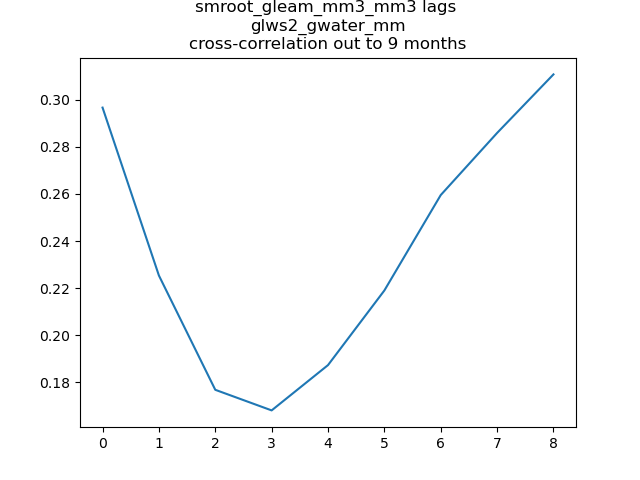 smroot_gleam_mm3_mm3 lags
glws2_gwater_mm
cross-correlation out to 9 months
0.30
0.28
0.26
0.24
0.22
0.20
0.18
0 1 2 3 4 5 6 7 8